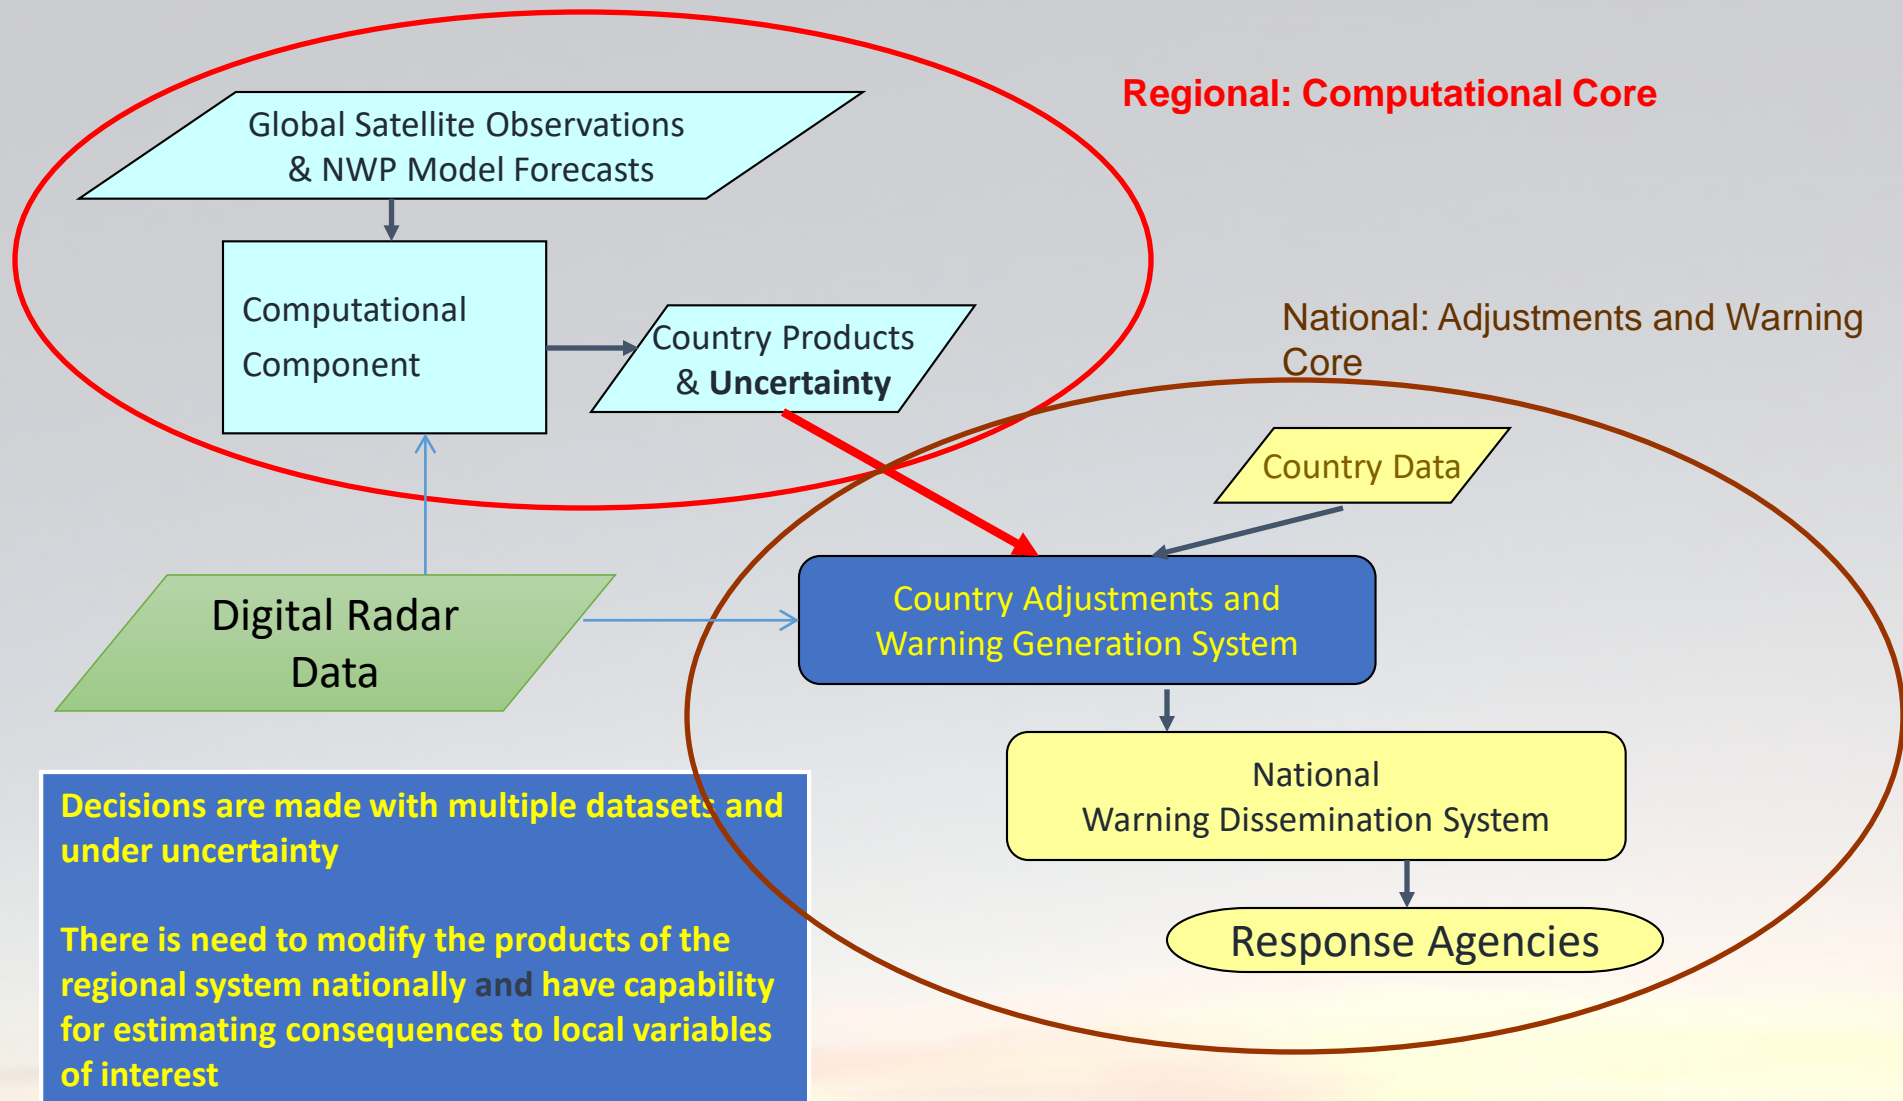 Regional: Computational Core
Global Satellite Observations
& NWP Model Forecasts
Computational
Component
Country Products
& Uncertainty
National: Adjustments and Warning
Core
Country Data
Digital Radar
Data
Country Adjustments and
Warning Generation System
National
Warning Dissemination System
Response Agencies
Decisions are made with multiple datasets and
under uncertainty
There is need to modify the products of the
regional system nationally and have capability
for estimating consequences to local variables
of interest